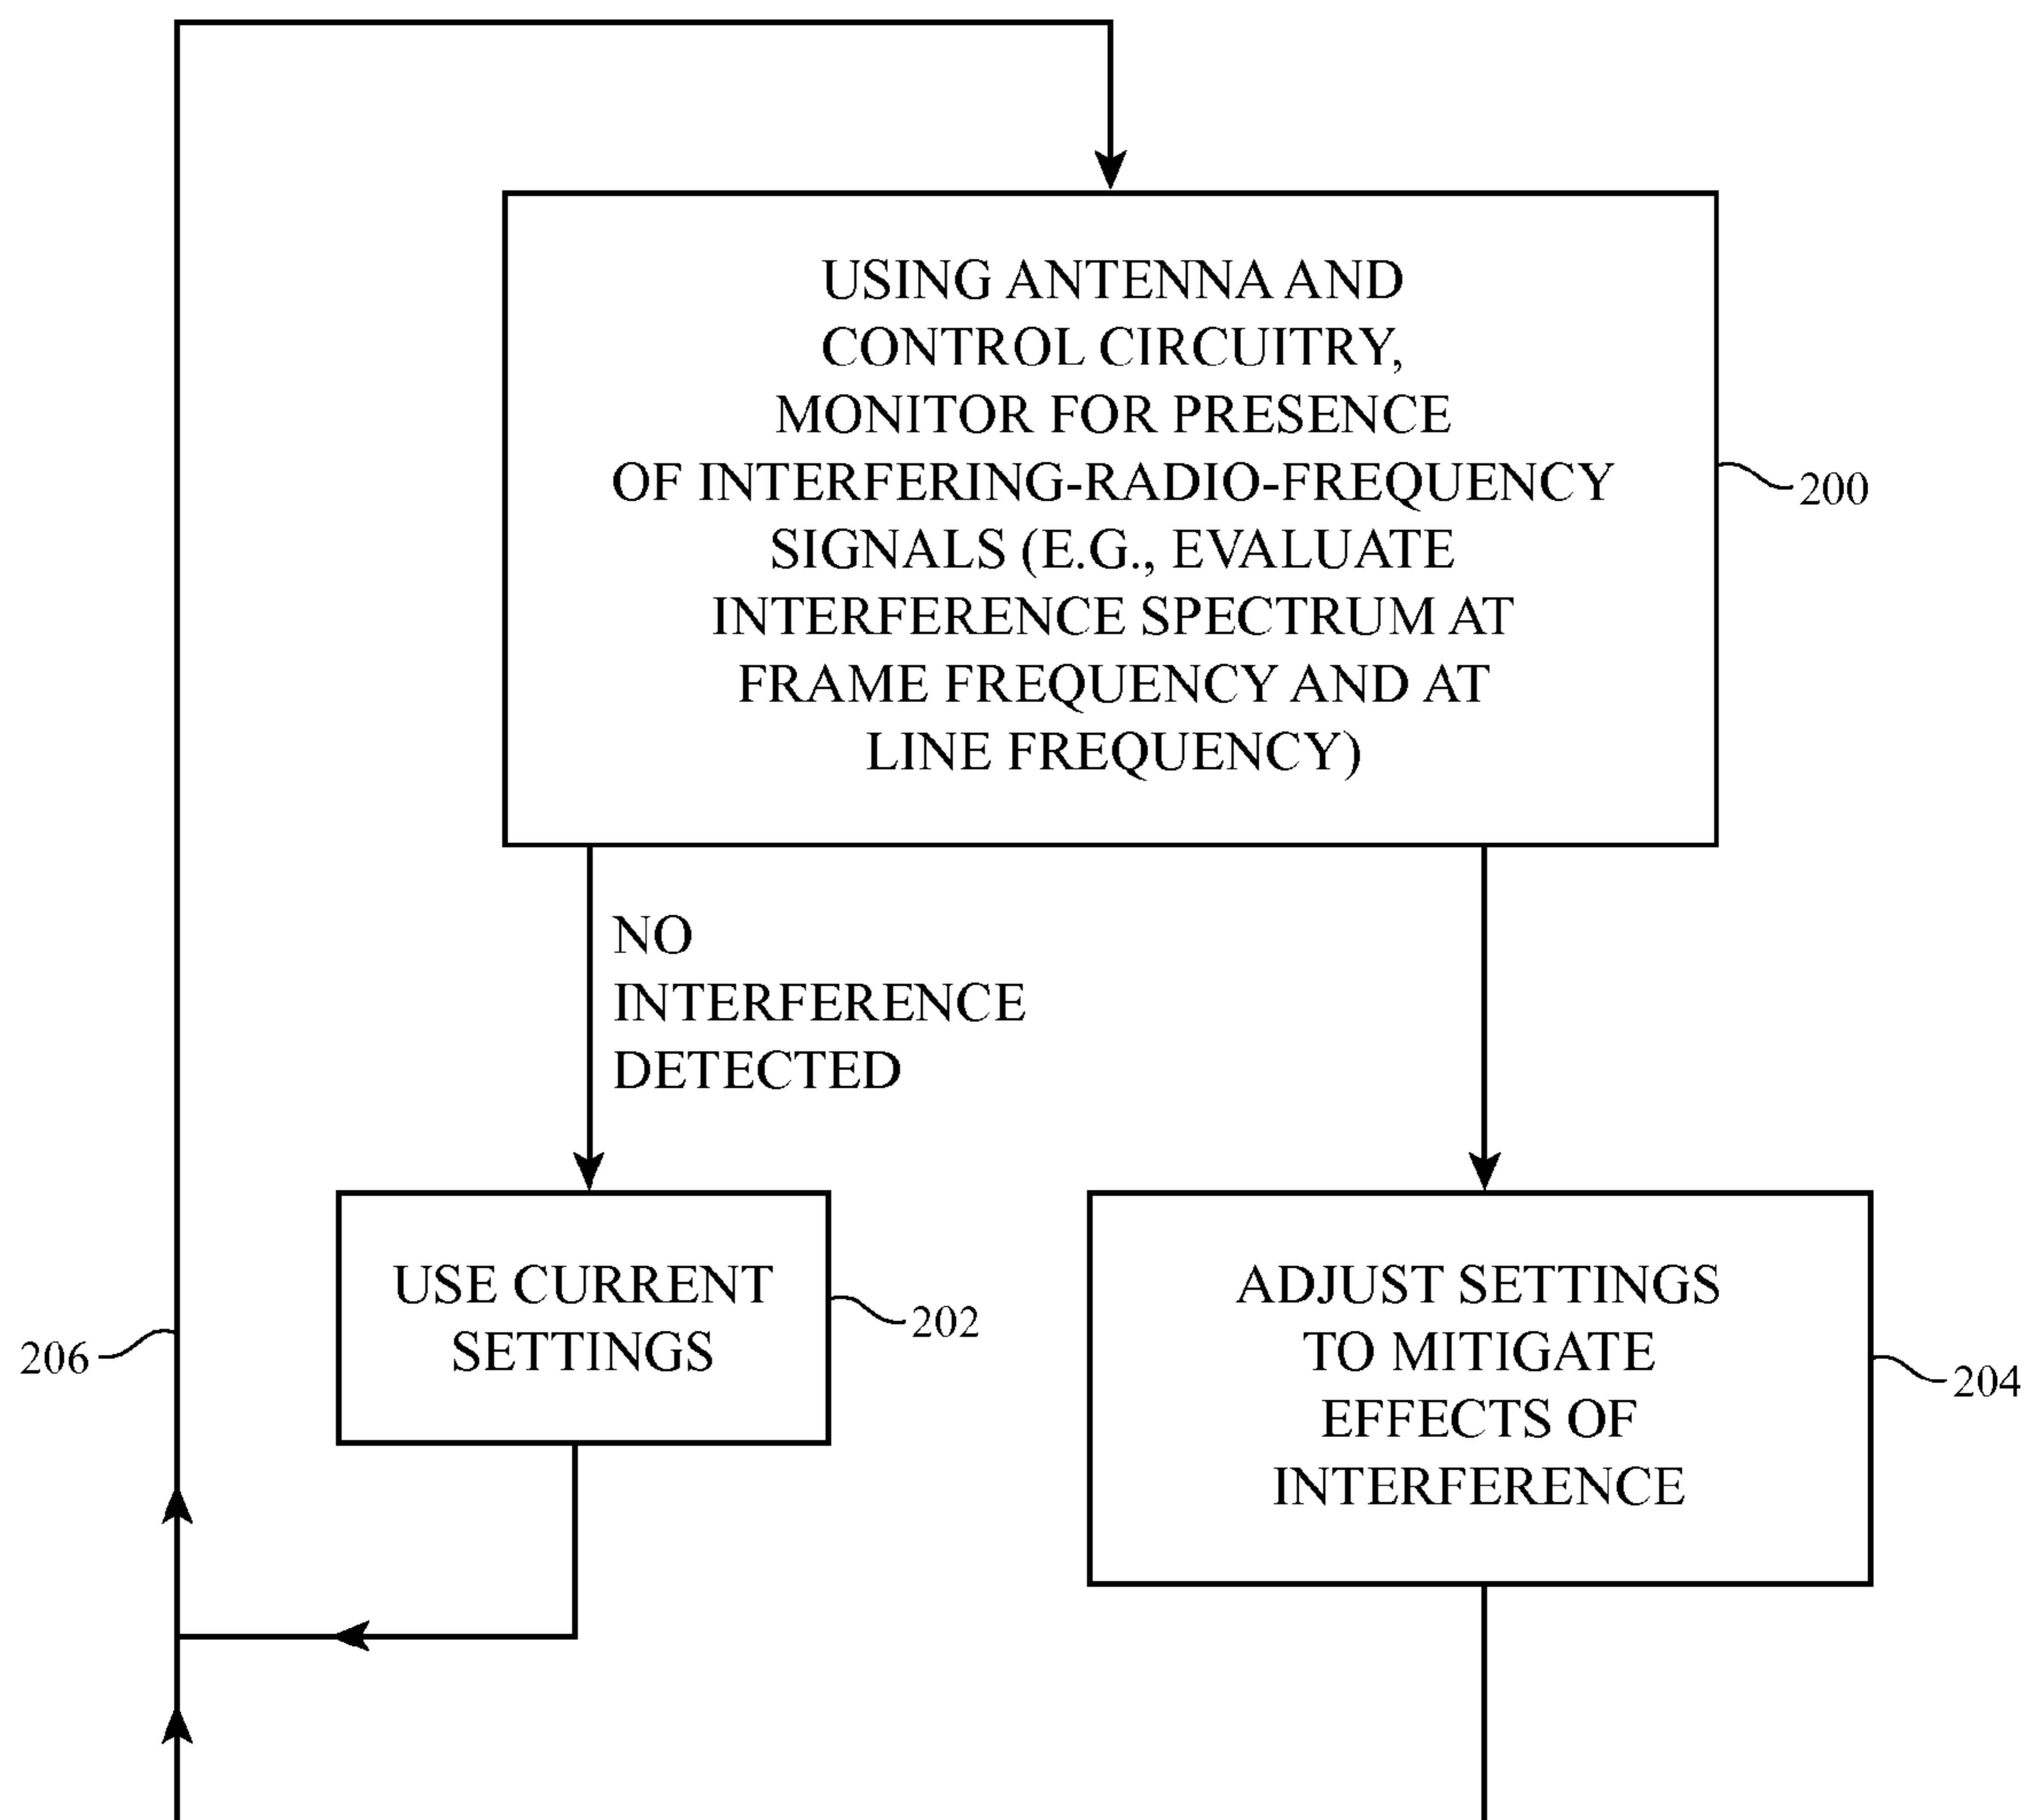 USING ANTENNA AND
CONTROL CIRCUITRY,
MONITOR FOR PRESENCE
OF INTERFERING-RADIO-FREQUENCY
SIGNALS (E.G., EVALUATE
INTERFERENCE SPECTRUM AT
FRAME FREQUENCY AND AT
LINE FREQUENCY)
200
NO
INTERFERENCE
DETECTED
USE CURRENT
SETTINGS
202
ADJUST SETTINGS
TO MITIGATE
EFFECTS OF
INTERFERENCE
204
206